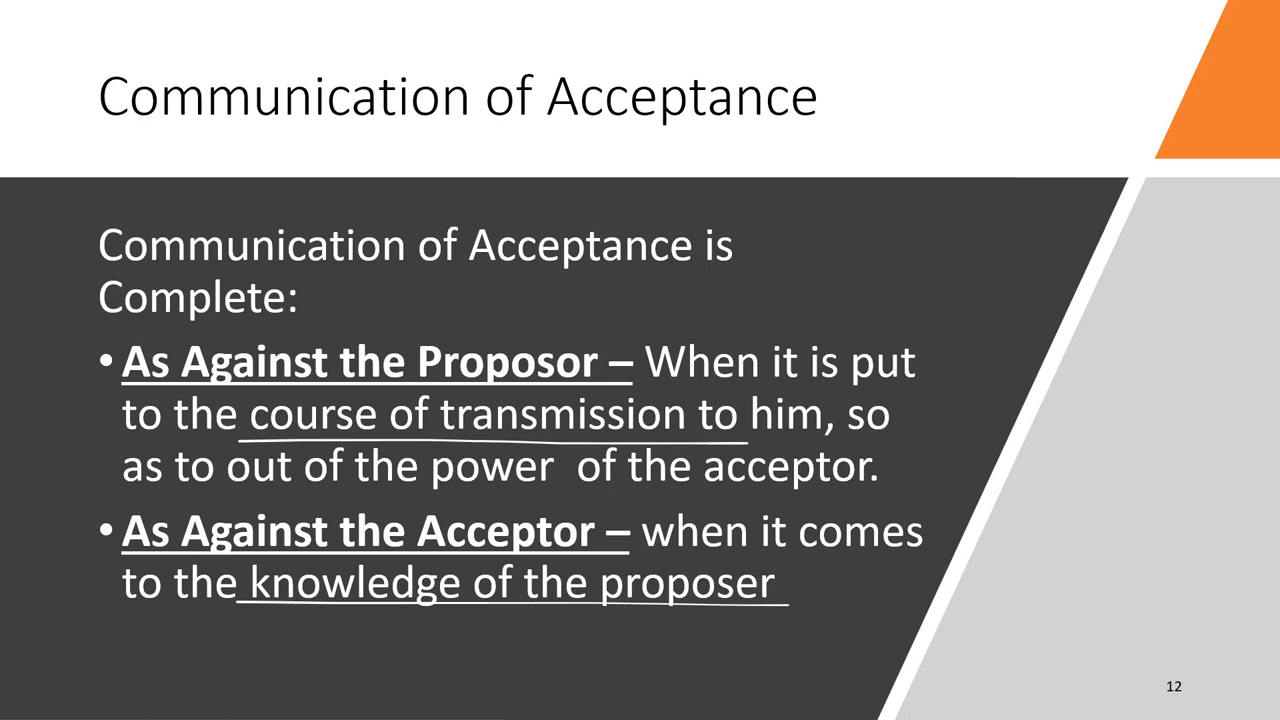 Communication of Acceptance
Communication of Acceptance is
Complete:
• As Against the Proposor – When it is put
to the course of transmission to him, so
as to out of the power of the acceptor.
• As Against the Acceptor – when it comes
to the knowledge of the proposer
12